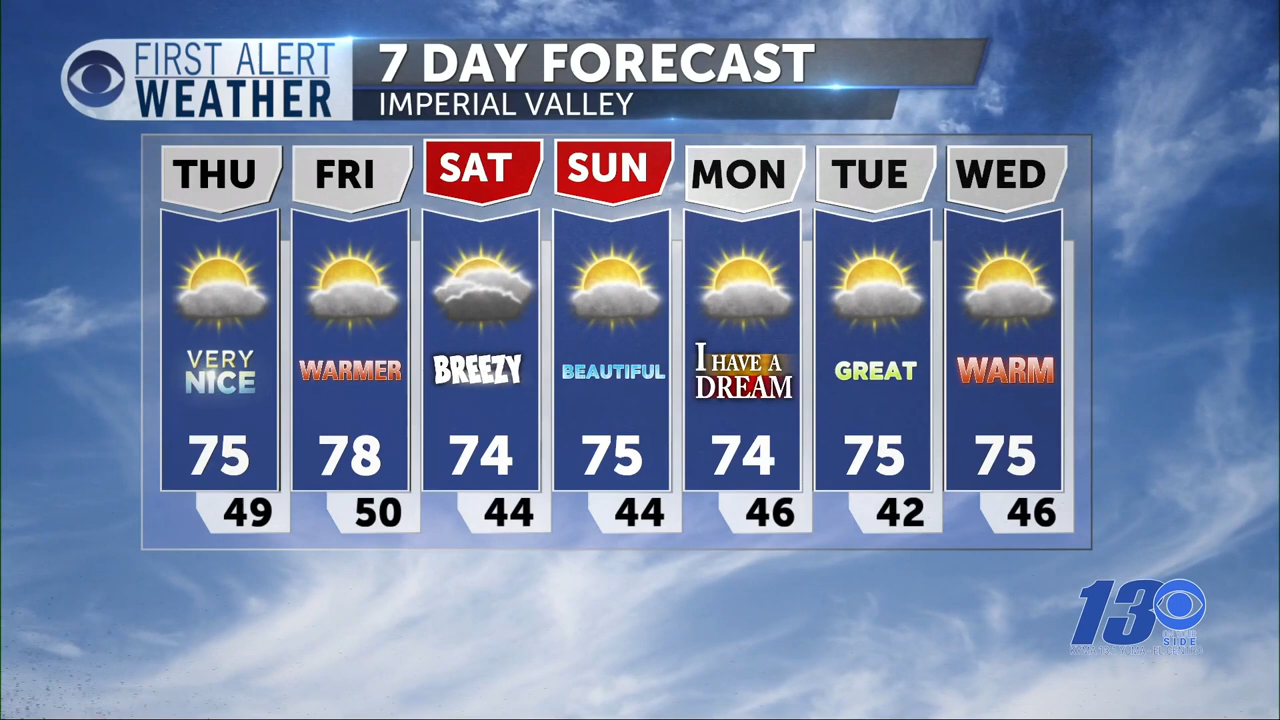 FIRST ALERT
WEATHER
7 DAY FORECAST
IMPERIAL VALLEY
THU FRI SAT SUN MON TUE WED
VERY
NICE
WARMER
BREEZY
BEAUTIFUL
I HAVE A
DREAM
GREAT
WARM
75 78 74 75 74 75 75
49 50 44 44 46 42 46
13
SIDE